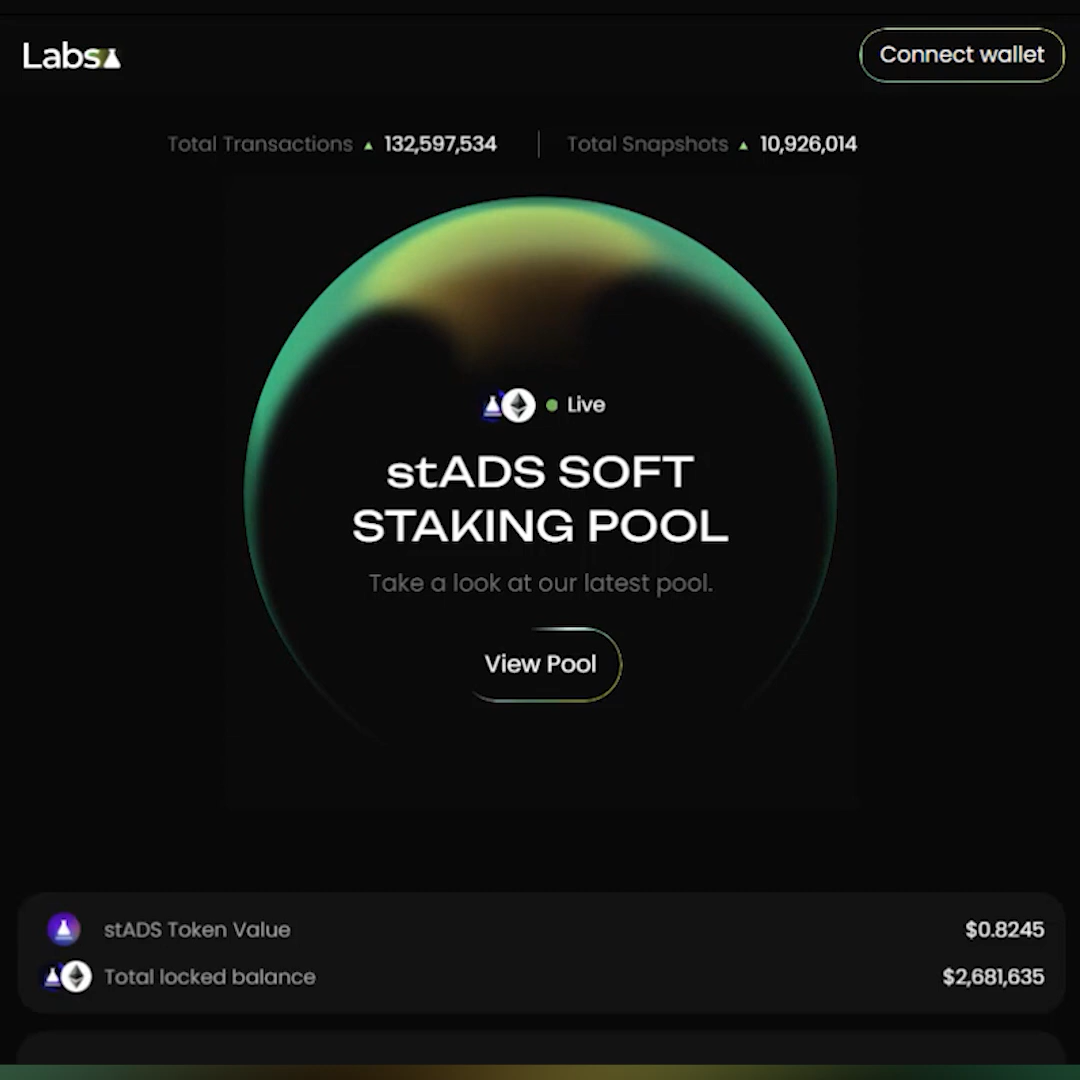 Labs
Connect wallet
Total Transactions ▲ 132,597,534 | Total Snapshots ▲ 10,926,014
Live
stADS SOFT
STAKING POOL
Take a look at our latest pool.
View Pool
stADS Token Value $0.8245
Total locked balance $2,681,635